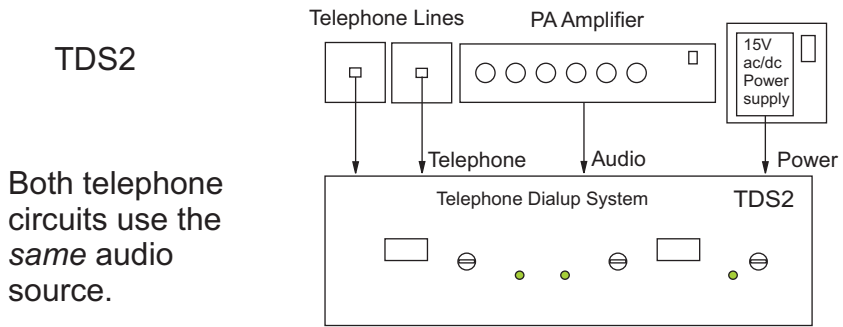 TDS2
Both telephone
circuits use the
same audio
source.
Telephone Lines
PA Amplifier
15V
ac/dc
Power
supply
Telephone
Audio
Power
Telephone Dialup System
TDS2